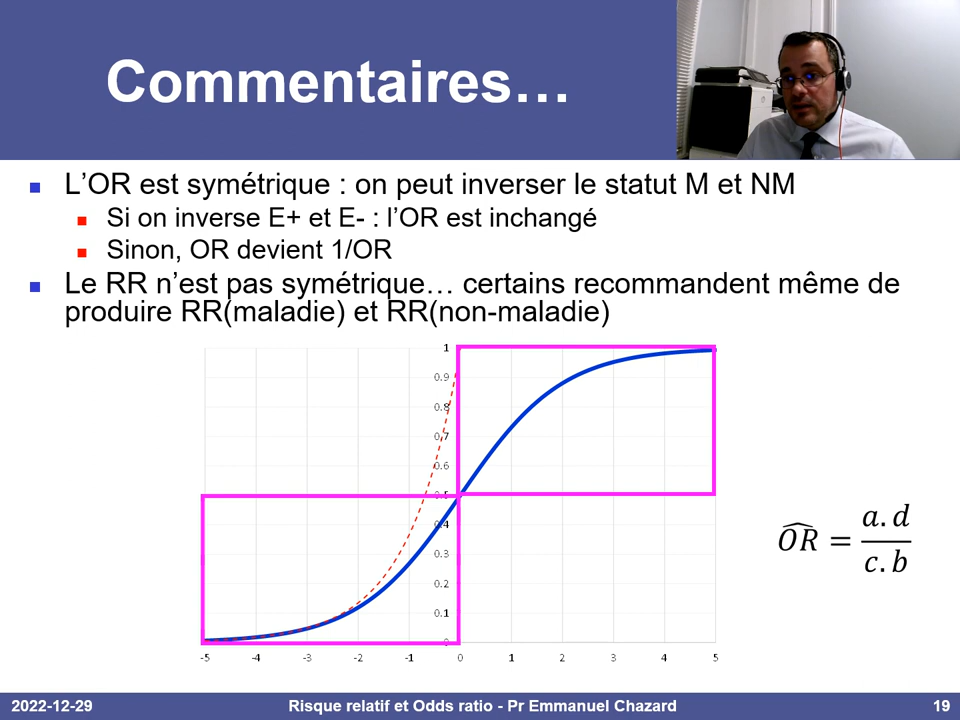 Commentaires…
L’OR est symétrique : on peut inverser le statut M et NM
Si on inverse E+ et E- : l’OR est inchangé
Sinon, OR devient 1/OR
Le RR n’est pas symétrique… certains recommandent même de
produire RR(maladie) et RR(non-maladie)
1
0.9
0.8
0.7
0.6
0.5
0.4
0.3
0.2
0.1
0
-5 -4 -3 -2 -1 0 1 2 3 4 5
\widehat{OR} = \frac{a.d}{c.b}
2022-12-29 Risque relatif et Odds ratio - Pr Emmanuel Chazard 19